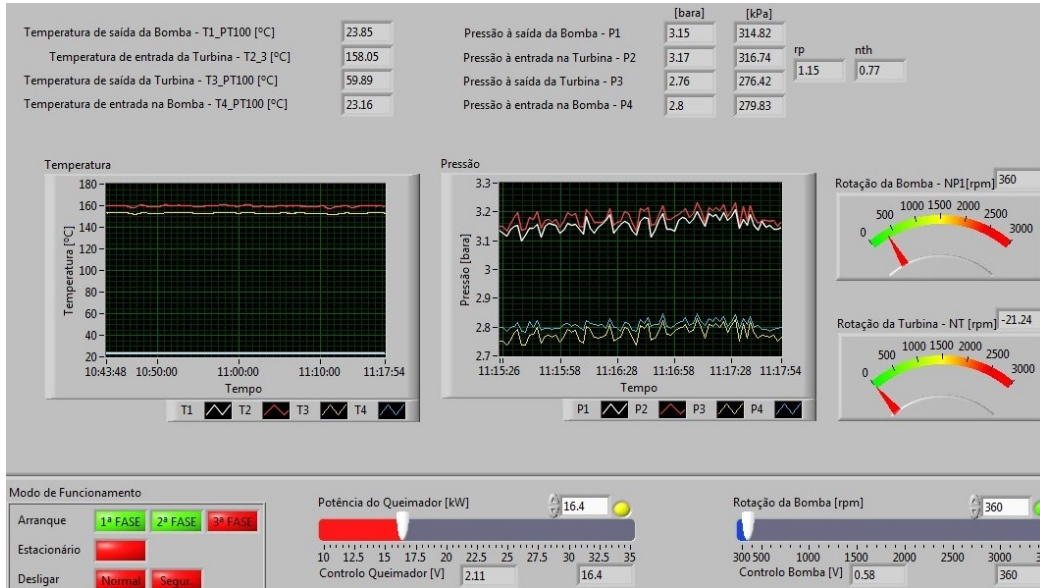 [bara] [kPa]
Temperatura de saída da Bomba - T1_PT100 [ºC] 23.85
Pressão à saída da Bomba - P1 3.15 314.82
Temperatura de entrada da Turbina - T2_3 [ºC] 158.05
Pressão à entrada na Turbina - P2 3.17 316.74
rp nth
1.15 0.77
Temperatura de saída da Turbina - T3_PT100 [ºC] 59.89
Pressão à saída da Turbina - P3 2.76 276.42
Temperatura de entrada na Bomba - T4_PT100 [ºC] 23.16
Pressão à entrada na Bomba - P4 2.8 279.83
Temperatura
180
160
140
120
100
80
60
40
20
Temperatura [ºC]
10:43:48 10:50:00 11:00:00 11:10:00 11:17:54
Tempo
T1 T2 T3 T4
Pressão
3.3
3.2
3.1
3
2.9
2.8
2.7
Pressão [bara]
11:15:26 11:15:58 11:16:28 11:16:58 11:17:28 11:17:54
Tempo
P1 P2 P3 P4
Rotação da Bomba - NP1[rpm] 360
0 500 1000 1500 2000 2500 3000
Rotação da Turbina - NT [rpm] -21.24
0 500 1000 1500 2000 2500 3000
Modo de Funcionamento
Arranque 1ª FASE 2ª FASE 3ª FASE
Estacionário
Desligar Normal Segur.
Potência do Queimador [kW] 16.4
10 12.5 15 17.5 20 22.5 25 27.5 30 32.5 35
Controlo Queimador [V] 2.11 16.4
Rotação da Bomba [rpm] 360
300 500 1000 1500 2000 2500 3000
Controlo Bomba [V] 0.58 360